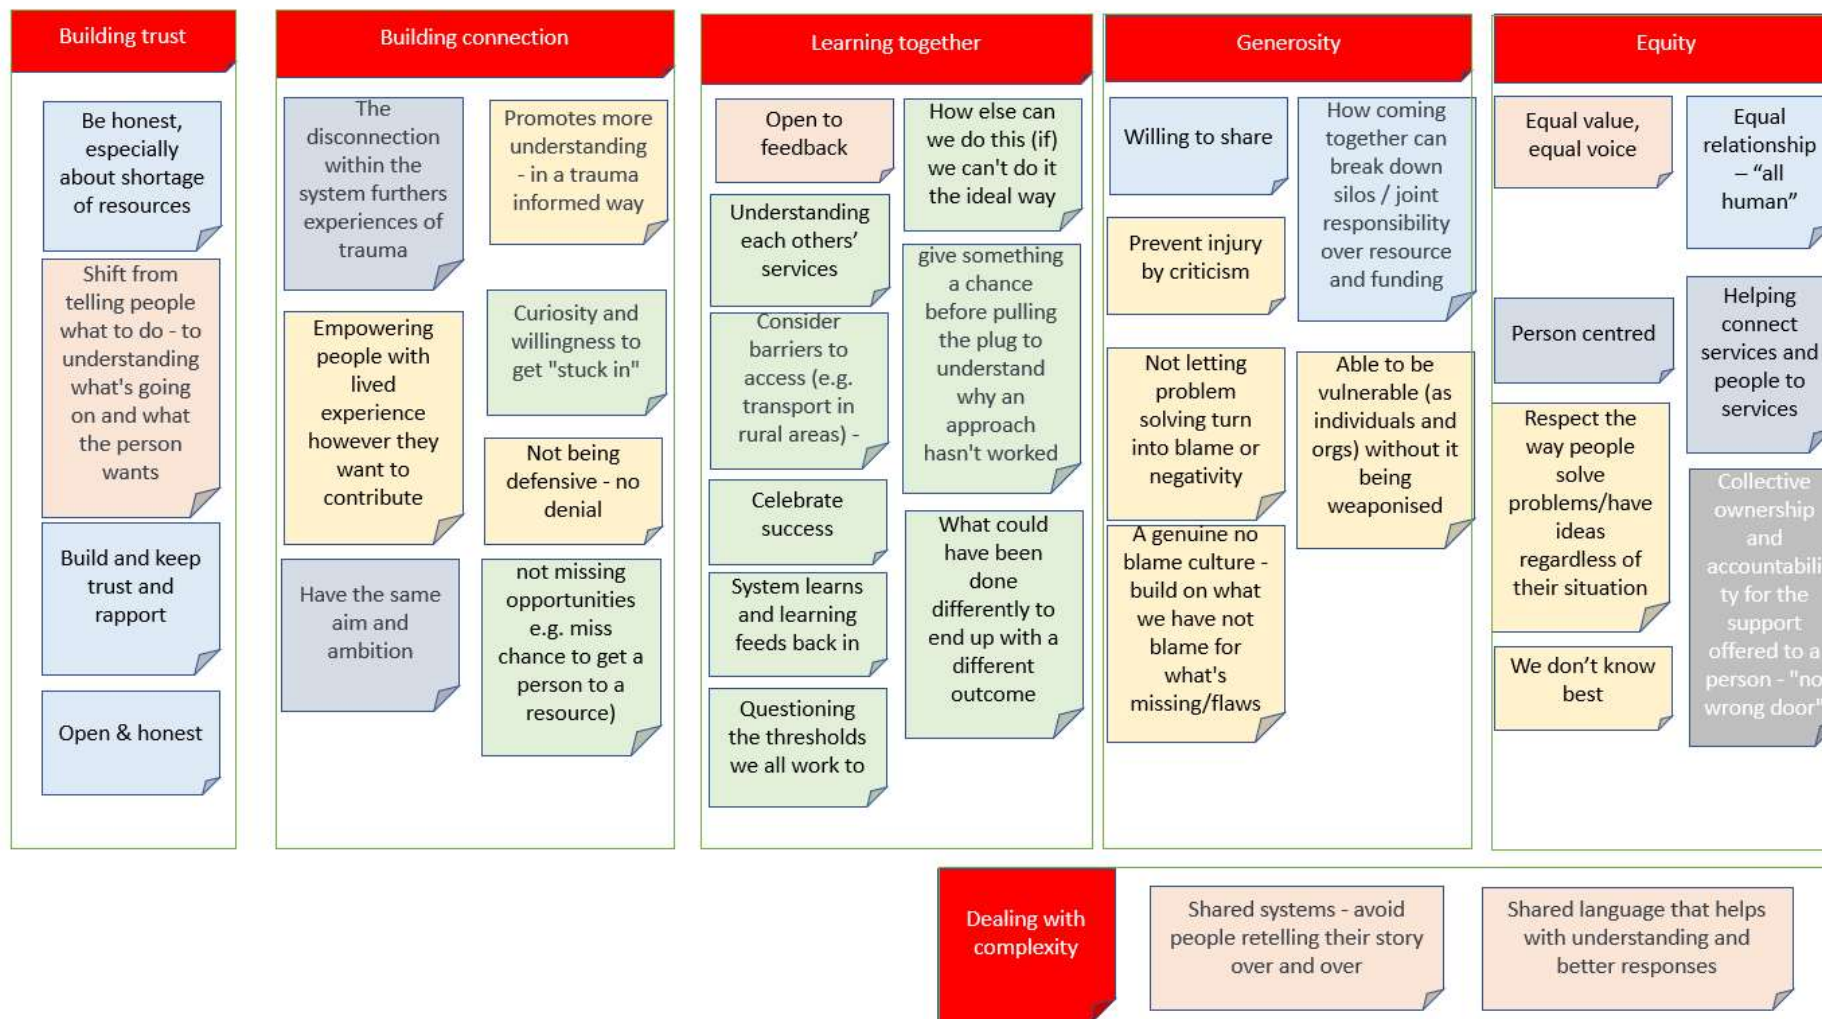 Building trust
Be honest,
especially
about shortage
of resources
Shift from
telling people
what to do - to
understanding
what's going
on and what
the person
wants
Build and keep
trust and
rapport
Open & honest
Building connection
The
disconnection
within the
system furthers
experiences of
trauma
Promotes more
understanding
- in a trauma
informed way
Empowering
people with
lived
experience
however they
want to
contribute
Curiosity and
willingness to
get "stuck in"
Not being
defensive - no
denial
Have the same
aim and
ambition
not missing
opportunities
e.g. miss
chance to get a
person to a
resource)
Learning together
Open to
feedback
How else can
we do this (if)
we can't do it
the ideal way
Understanding
each others’
services
give something
a chance
before pulling
the plug to
understand
why an
approach
hasn't worked
Consider
barriers to
access (e.g.
transport in
rural areas) -
Celebrate
success
What could
have been
done
differently to
end up with a
different
outcome
System learns
and learning
feeds back in
Questioning
the thresholds
we all work to
Generosity
Willing to share
How coming
together can
break down
silos / joint
responsibility
over resource
and funding
Prevent injury
by criticism
Not letting
problem
solving turn
into blame or
negativity
Able to be
vulnerable (as
individuals and
orgs) without it
being
weaponised
A genuine no
blame culture -
build on what
we have not
blame for
what's
missing/flaws
Equity
Equal value,
equal voice
Equal
relationship
– “all
human”
Person centred
Helping
connect
services and
people to
services
Respect the
way people
solve
problems/have
ideas
regardless of
their situation
We don’t know
best
Collective
ownership
and
accountabili
ty for the
support
offered to a
person - "no
wrong door"
Dealing with
complexity
Shared systems - avoid
people retelling their story
over and over
Shared language that helps
with understanding and
better responses